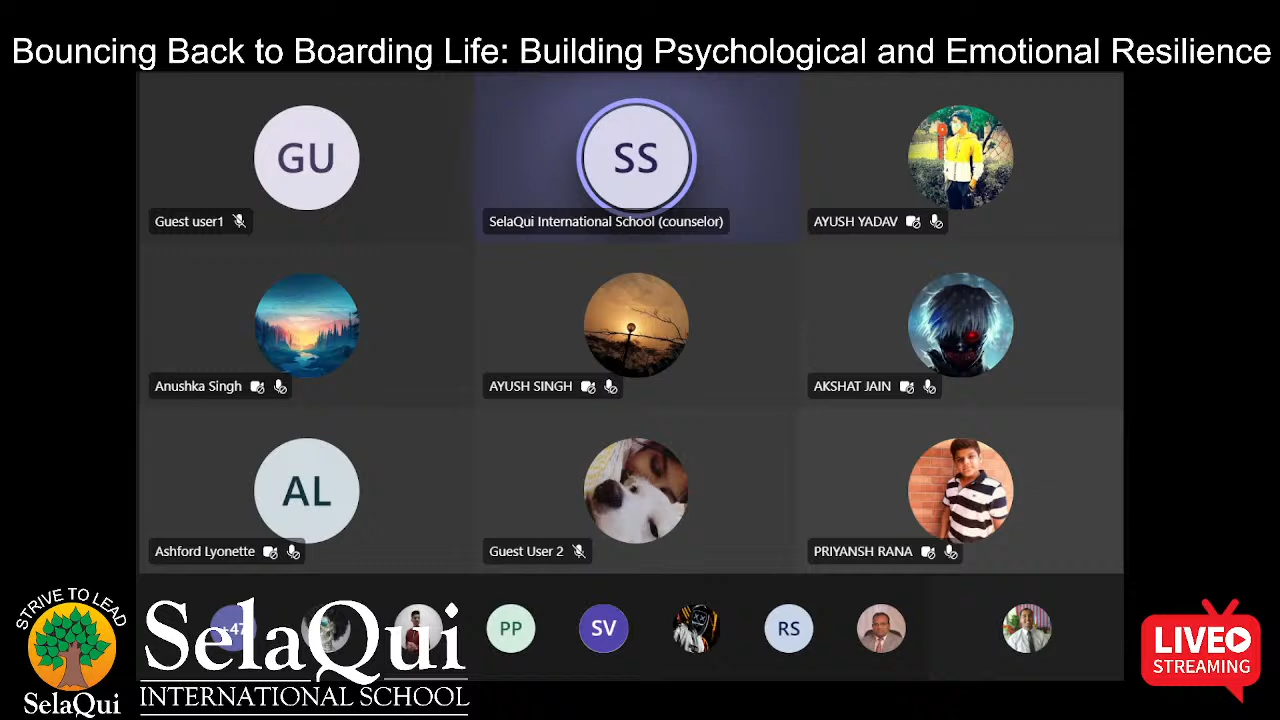 Bouncing Back to Boarding Life: Building Psychological and Emotional Resilience
GU
SS
Guest user1
SelaQui International School (counselor)
AYUSH YADAV
Anushka Singh
AYUSH SINGH
AKSHAT JAIN
AL
Ashford Lyonette
Guest User 2
PRIYANSH RANA
STRIVE TO LEAD
SelaQui
SelaQui
INTERNATIONAL SCHOOL
+47
PP
SV
RS
LIVE
STREAMING